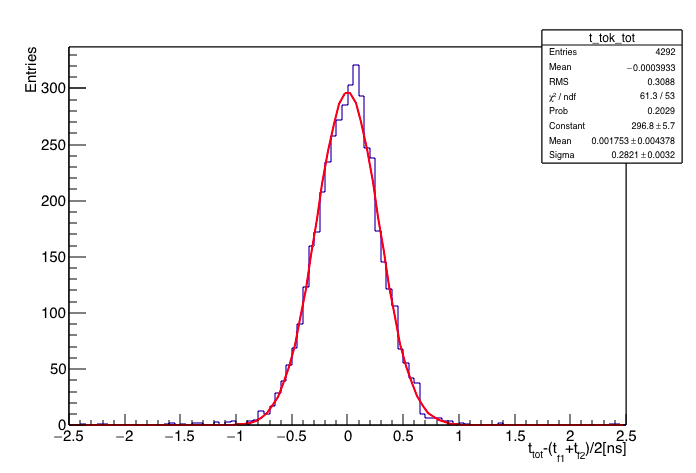 t_tok_tot
Entries 4292
Mean −0.0003933
RMS 0.3088
χ² / ndf 61.3 / 53
Prob 0.2029
Constant 296.8 ± 5.7
Mean 0.001753 ± 0.004378
Sigma 0.2821 ± 0.0032
Entries
300
250
200
150
100
50
0
−2.5 −2 −1.5 −1 −0.5 0 0.5 1 1.5 2 2.5
t_tot-(t_f1+t_f2)/2[ns]